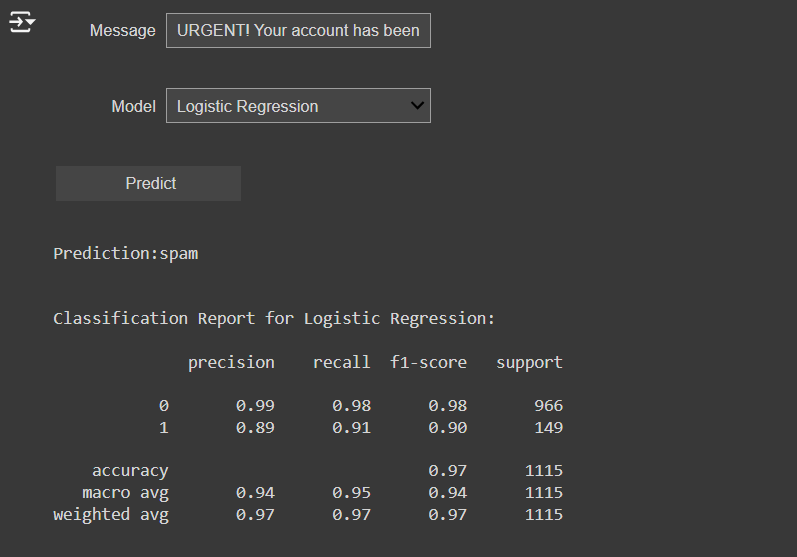 Message URGENT! Your account has been
Model Logistic Regression
Predict
Prediction:spam
Classification Report for Logistic Regression:
precision recall f1-score support
0 0.99 0.98 0.98 966
1 0.89 0.91 0.90 149
accuracy 0.97 1115
macro avg 0.94 0.95 0.94 1115
weighted avg 0.97 0.97 0.97 1115